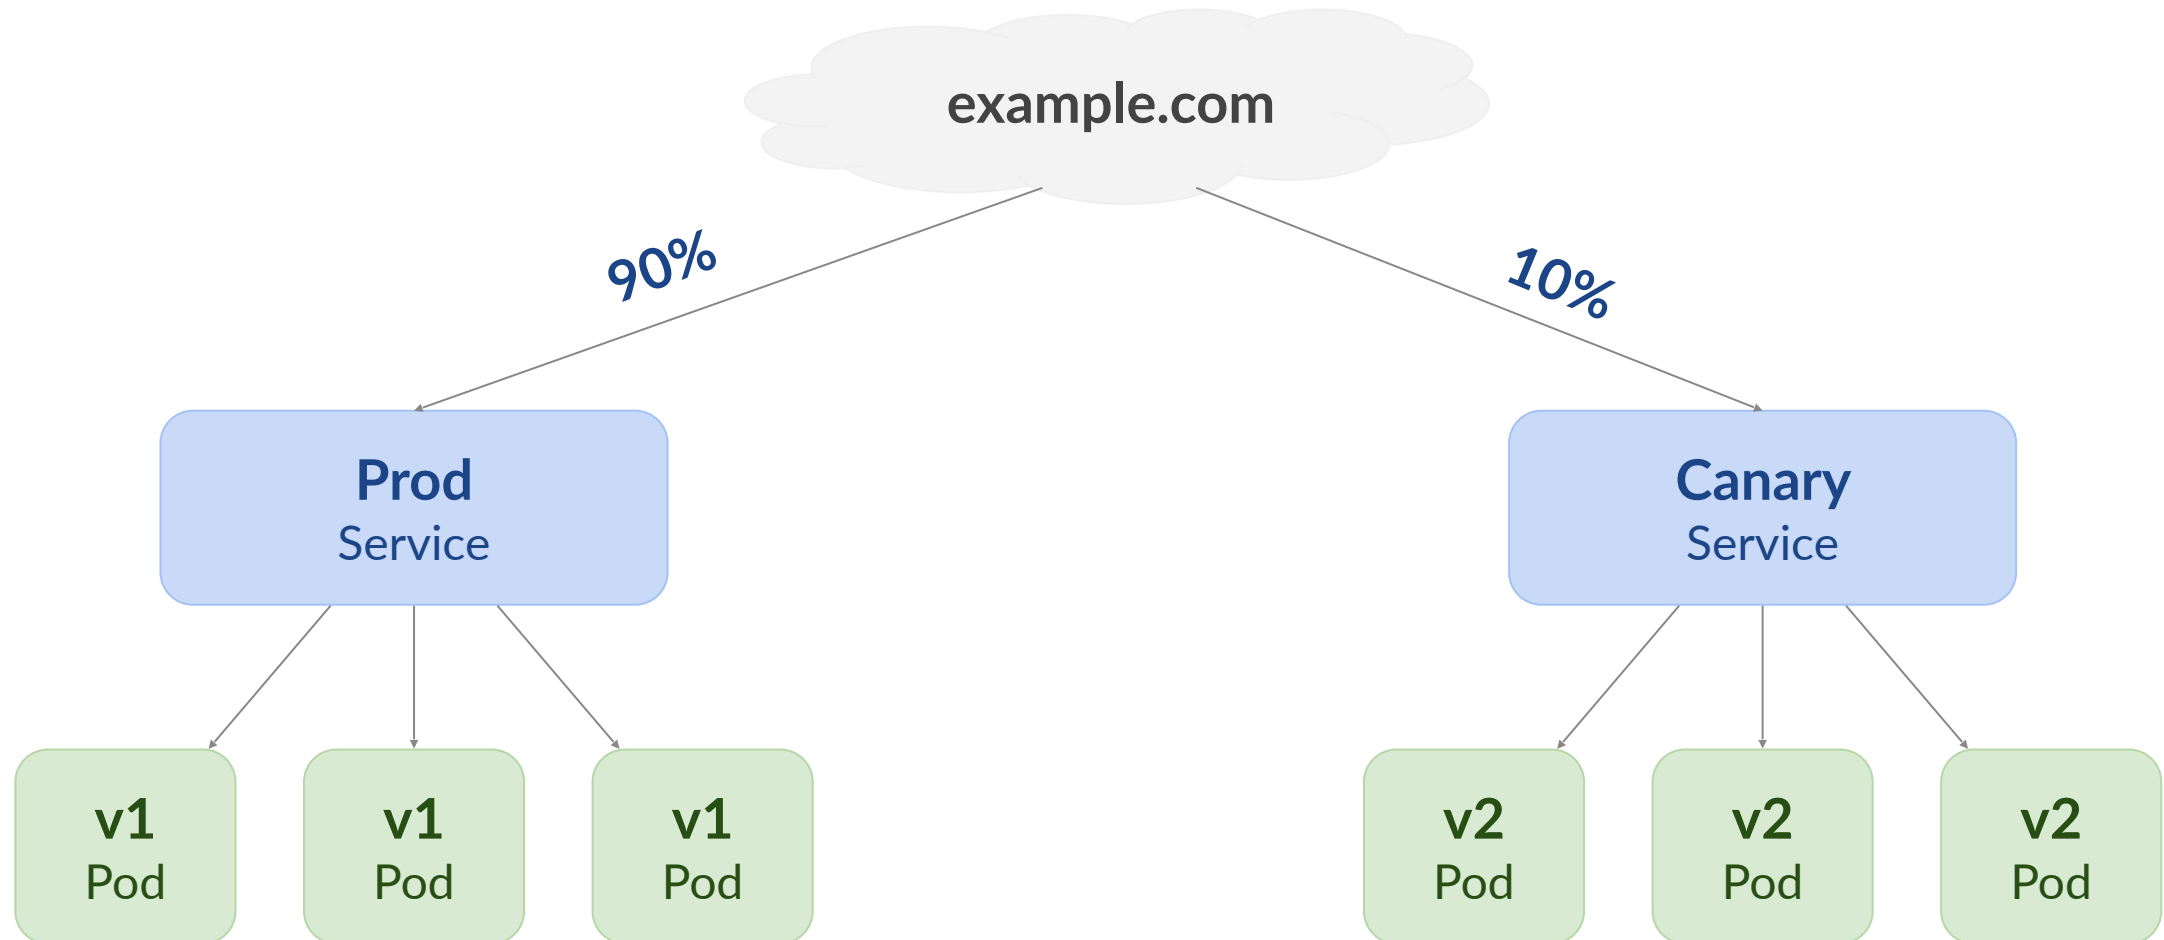 example.com
90%
10%
Prod
Service
Canary
Service
v1
Pod
v1
Pod
v1
Pod
v2
Pod
v2
Pod
v2
Pod